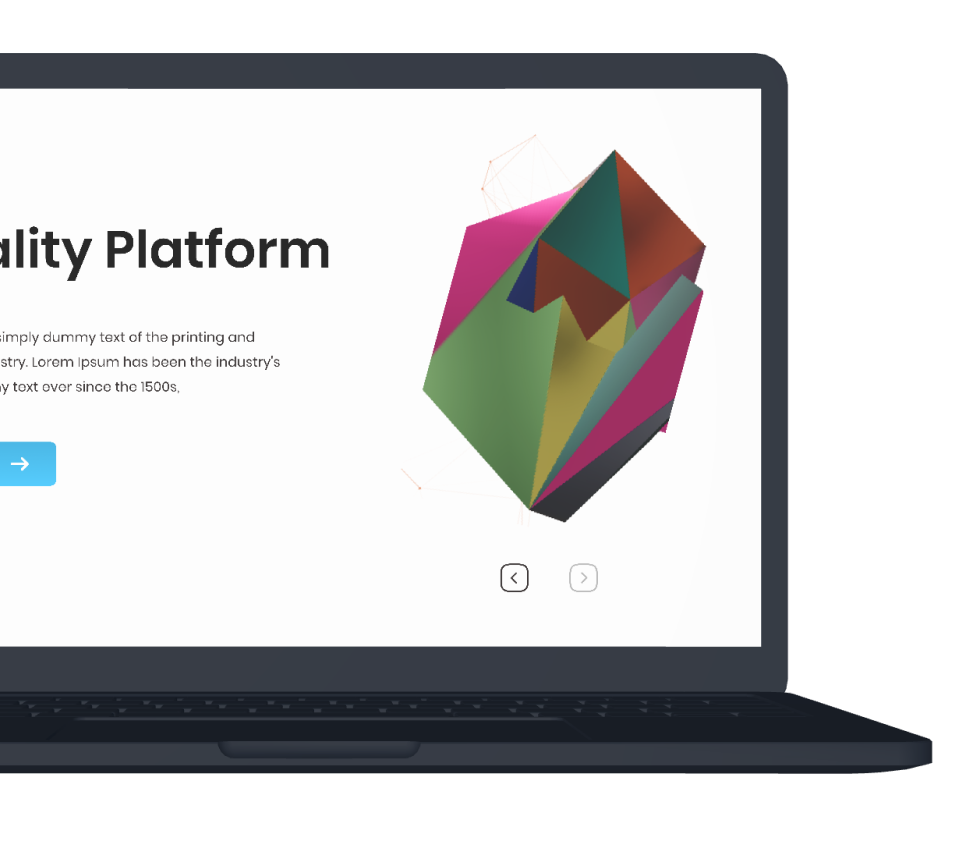 ality Platform
simply dummy text of the printing and
stry. Lorem Ipsum has been the industry's
y text ever since the 1500s,